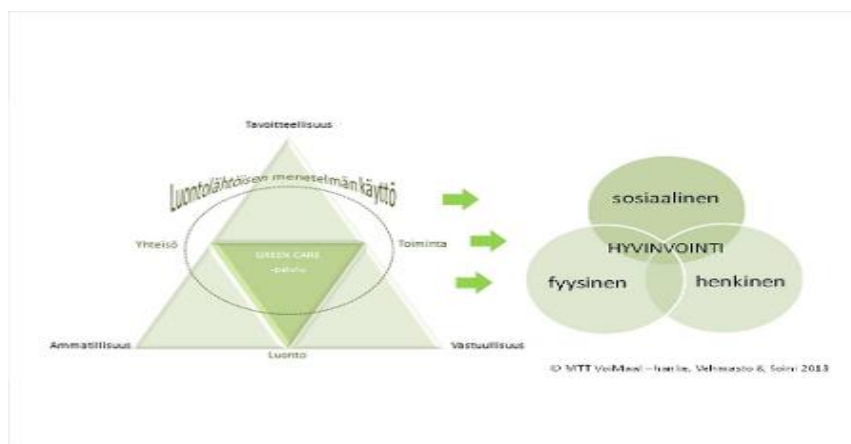 Tavoitteellisuus
Luontolähtöisen menetelmän käyttö
Yhteisö
Toiminta
GREEN CARE
-palvelu
Ammatillisuus
Luonto
Vastuullisuus
sosiaalinen
HYVINVOINTI
fyysinen
henkinen
© MTT VoiMaa! –hanke, Vehmasto & Soini 2013